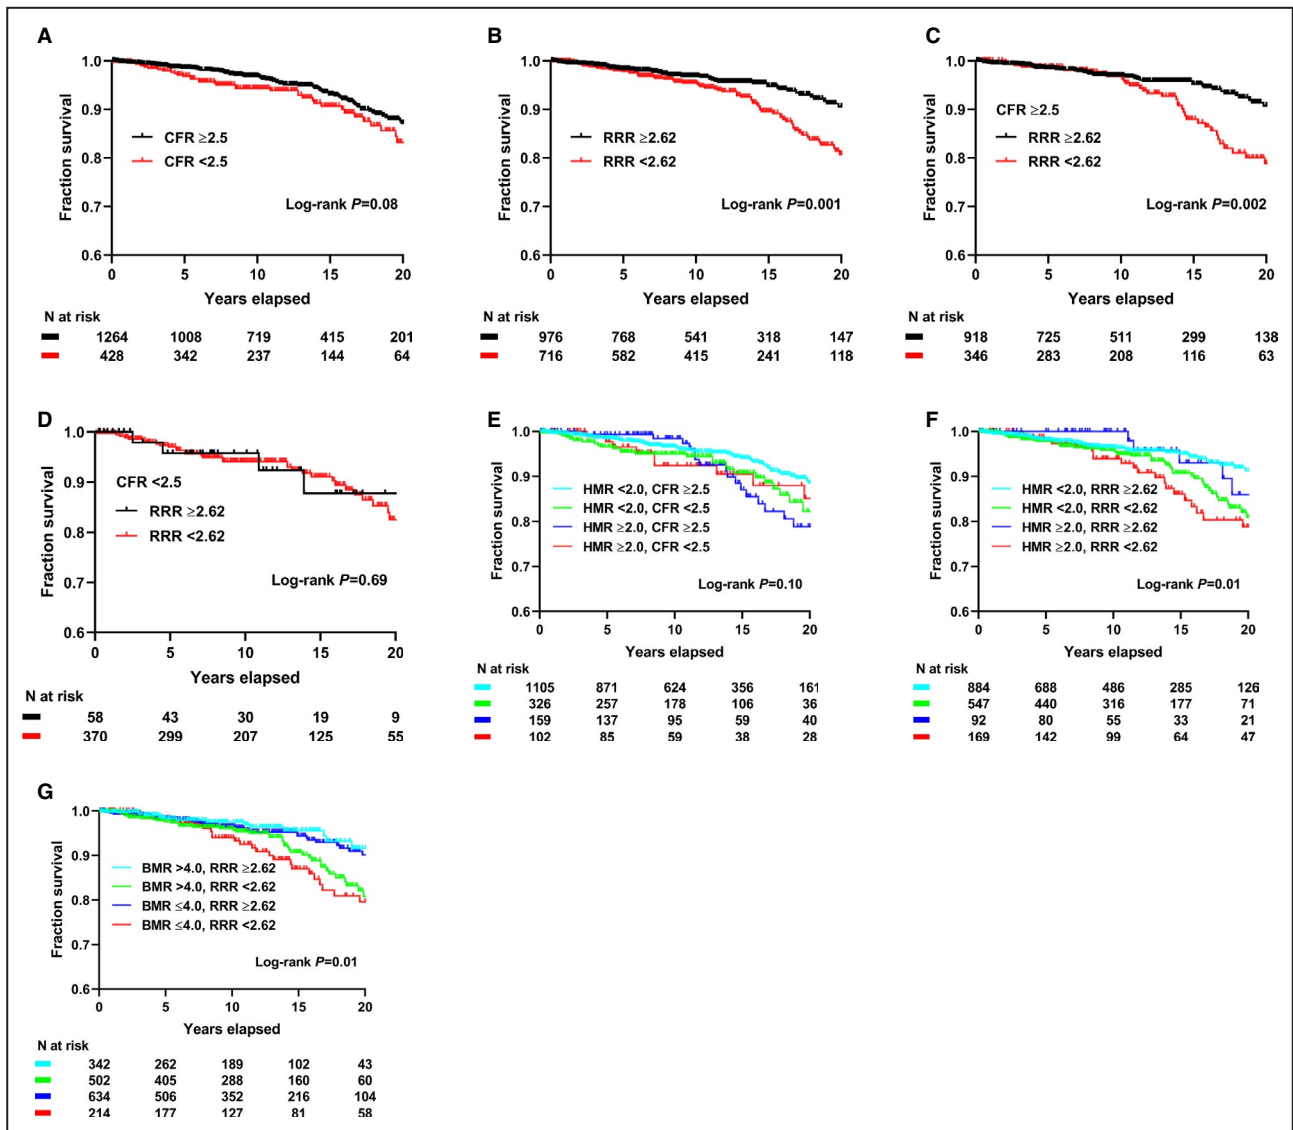 A
Fraction survival
1.0
0.9
0.8
0.7
0.6
CFR ≥2.5
CFR <2.5
Log-rank P=0.08
0 5 10 15 20
Years elapsed
N at risk
1264 1008 719 415 201
428 342 237 144 64
B
Fraction survival
1.0
0.9
0.8
0.7
0.6
RRR ≥2.62
RRR <2.62
Log-rank P=0.001
0 5 10 15 20
Years elapsed
N at risk
976 768 541 318 147
716 582 415 241 118
C
Fraction survival
1.0
0.9
0.8
0.7
0.6
CFR ≥2.5
RRR ≥2.62
RRR <2.62
Log-rank P=0.002
0 5 10 15 20
Years elapsed
N at risk
918 725 511 299 138
346 283 208 116 63
D
Fraction survival
1.0
0.9
0.8
0.7
0.6
CFR <2.5
RRR ≥2.62
RRR <2.62
Log-rank P=0.69
0 5 10 15 20
Years elapsed
N at risk
58 43 30 19 9
370 299 207 125 55
E
Fraction survival
1.0
0.9
0.8
0.7
0.6
HMR <2.0, CFR ≥2.5
HMR <2.0, CFR <2.5
HMR ≥2.0, CFR ≥2.5
HMR ≥2.0, CFR <2.5
Log-rank P=0.10
0 5 10 15 20
Years elapsed
N at risk
1105 871 624 356 161
326 257 178 106 36
159 137 95 59 40
102 85 59 38 28
F
Fraction survival
1.0
0.9
0.8
0.7
0.6
HMR <2.0, RRR ≥2.62
HMR <2.0, RRR <2.62
HMR ≥2.0, RRR ≥2.62
HMR ≥2.0, RRR <2.62
Log-rank P=0.01
0 5 10 15 20
Years elapsed
N at risk
884 688 486 285 126
547 440 316 177 71
92 80 55 33 21
169 142 99 64 47
G
Fraction survival
1.0
0.9
0.8
0.7
0.6
BMR >4.0, RRR ≥2.62
BMR >4.0, RRR <2.62
BMR ≤4.0, RRR ≥2.62
BMR ≤4.0, RRR <2.62
Log-rank P=0.01
0 5 10 15 20
Years elapsed
N at risk
342 262 189 102 43
502 405 288 160 60
634 506 352 216 104
214 177 127 81 58